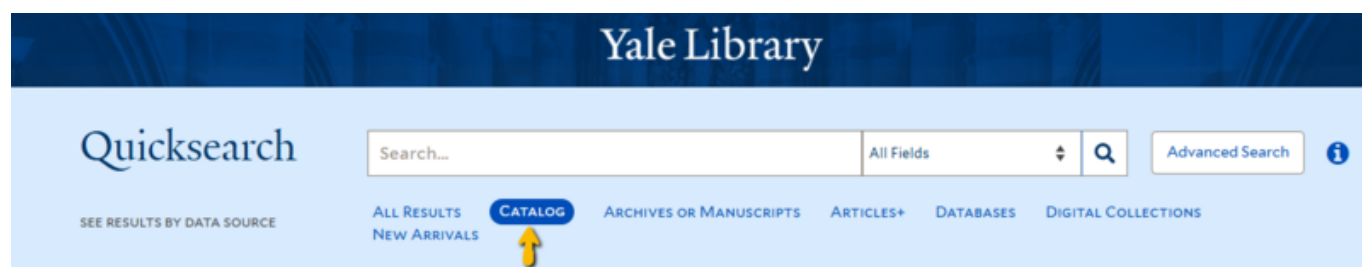 Yale Library
Quicksearch
Search...
All Fields
Advanced Search
SEE RESULTS BY DATA SOURCE
ALL RESULTS CATALOG ARCHIVES OR MANUSCRIPTS ARTICLES+ DATABASES DIGITAL COLLECTIONS
NEW ARRIVALS